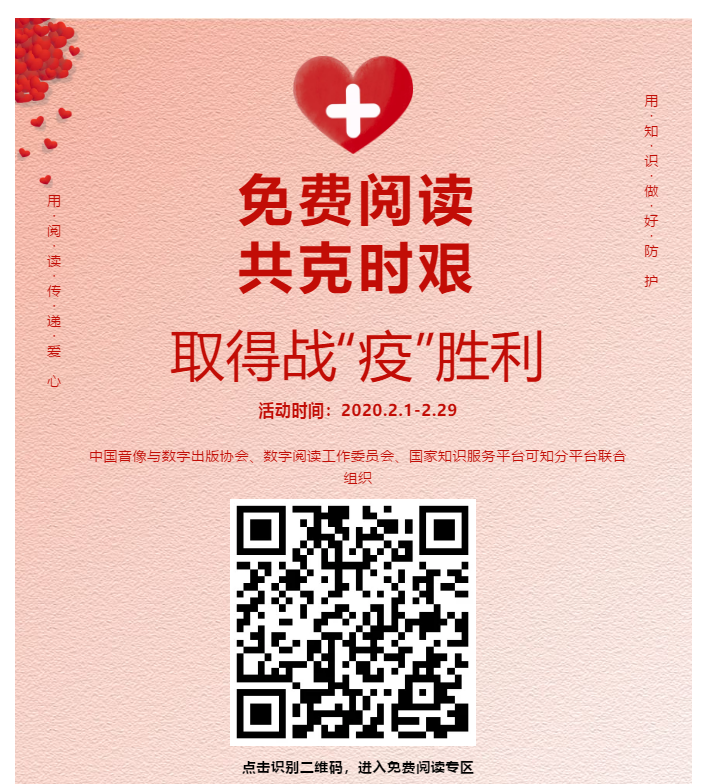 用·知·识·做·好·防·护
用·阅·读·传·递·爱·心
免费阅读
共克时艰
取得战“疫”胜利
活动时间：2020.2.1-2.29
中国音像与数字出版协会、数字阅读工作委员会、国家知识服务平台可知分平台联合
组织
点击识别二维码，进入免费阅读专区